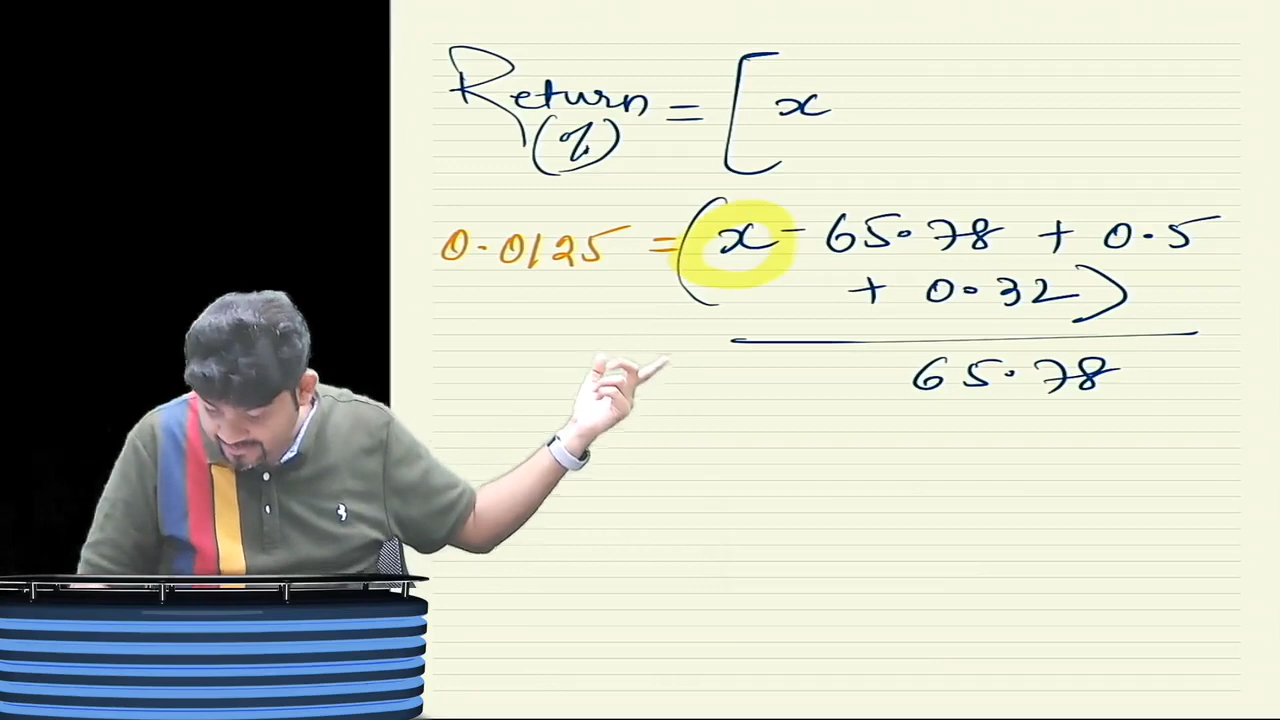 Return = [ x
(%)
0.0125 = (x - 65.78 + 0.5
+ 0.32)
65.78